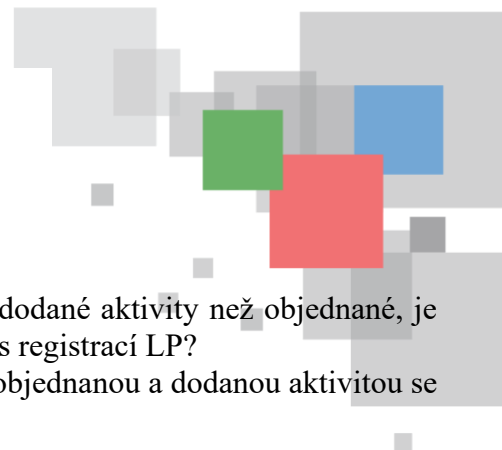 dodané aktivity než objednané, je
s registrací LP?
objednanou a dodanou aktivitou se